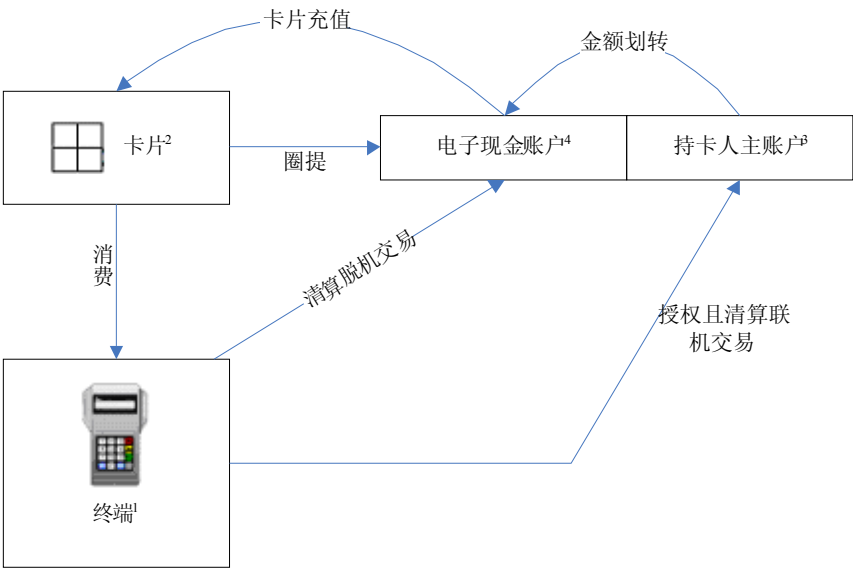 卡片充值
金额划转
卡片²
圈提
电子现金账户⁴
持卡人主账户³
消费
清算脱机交易
授权且清算联
机交易
终端¹